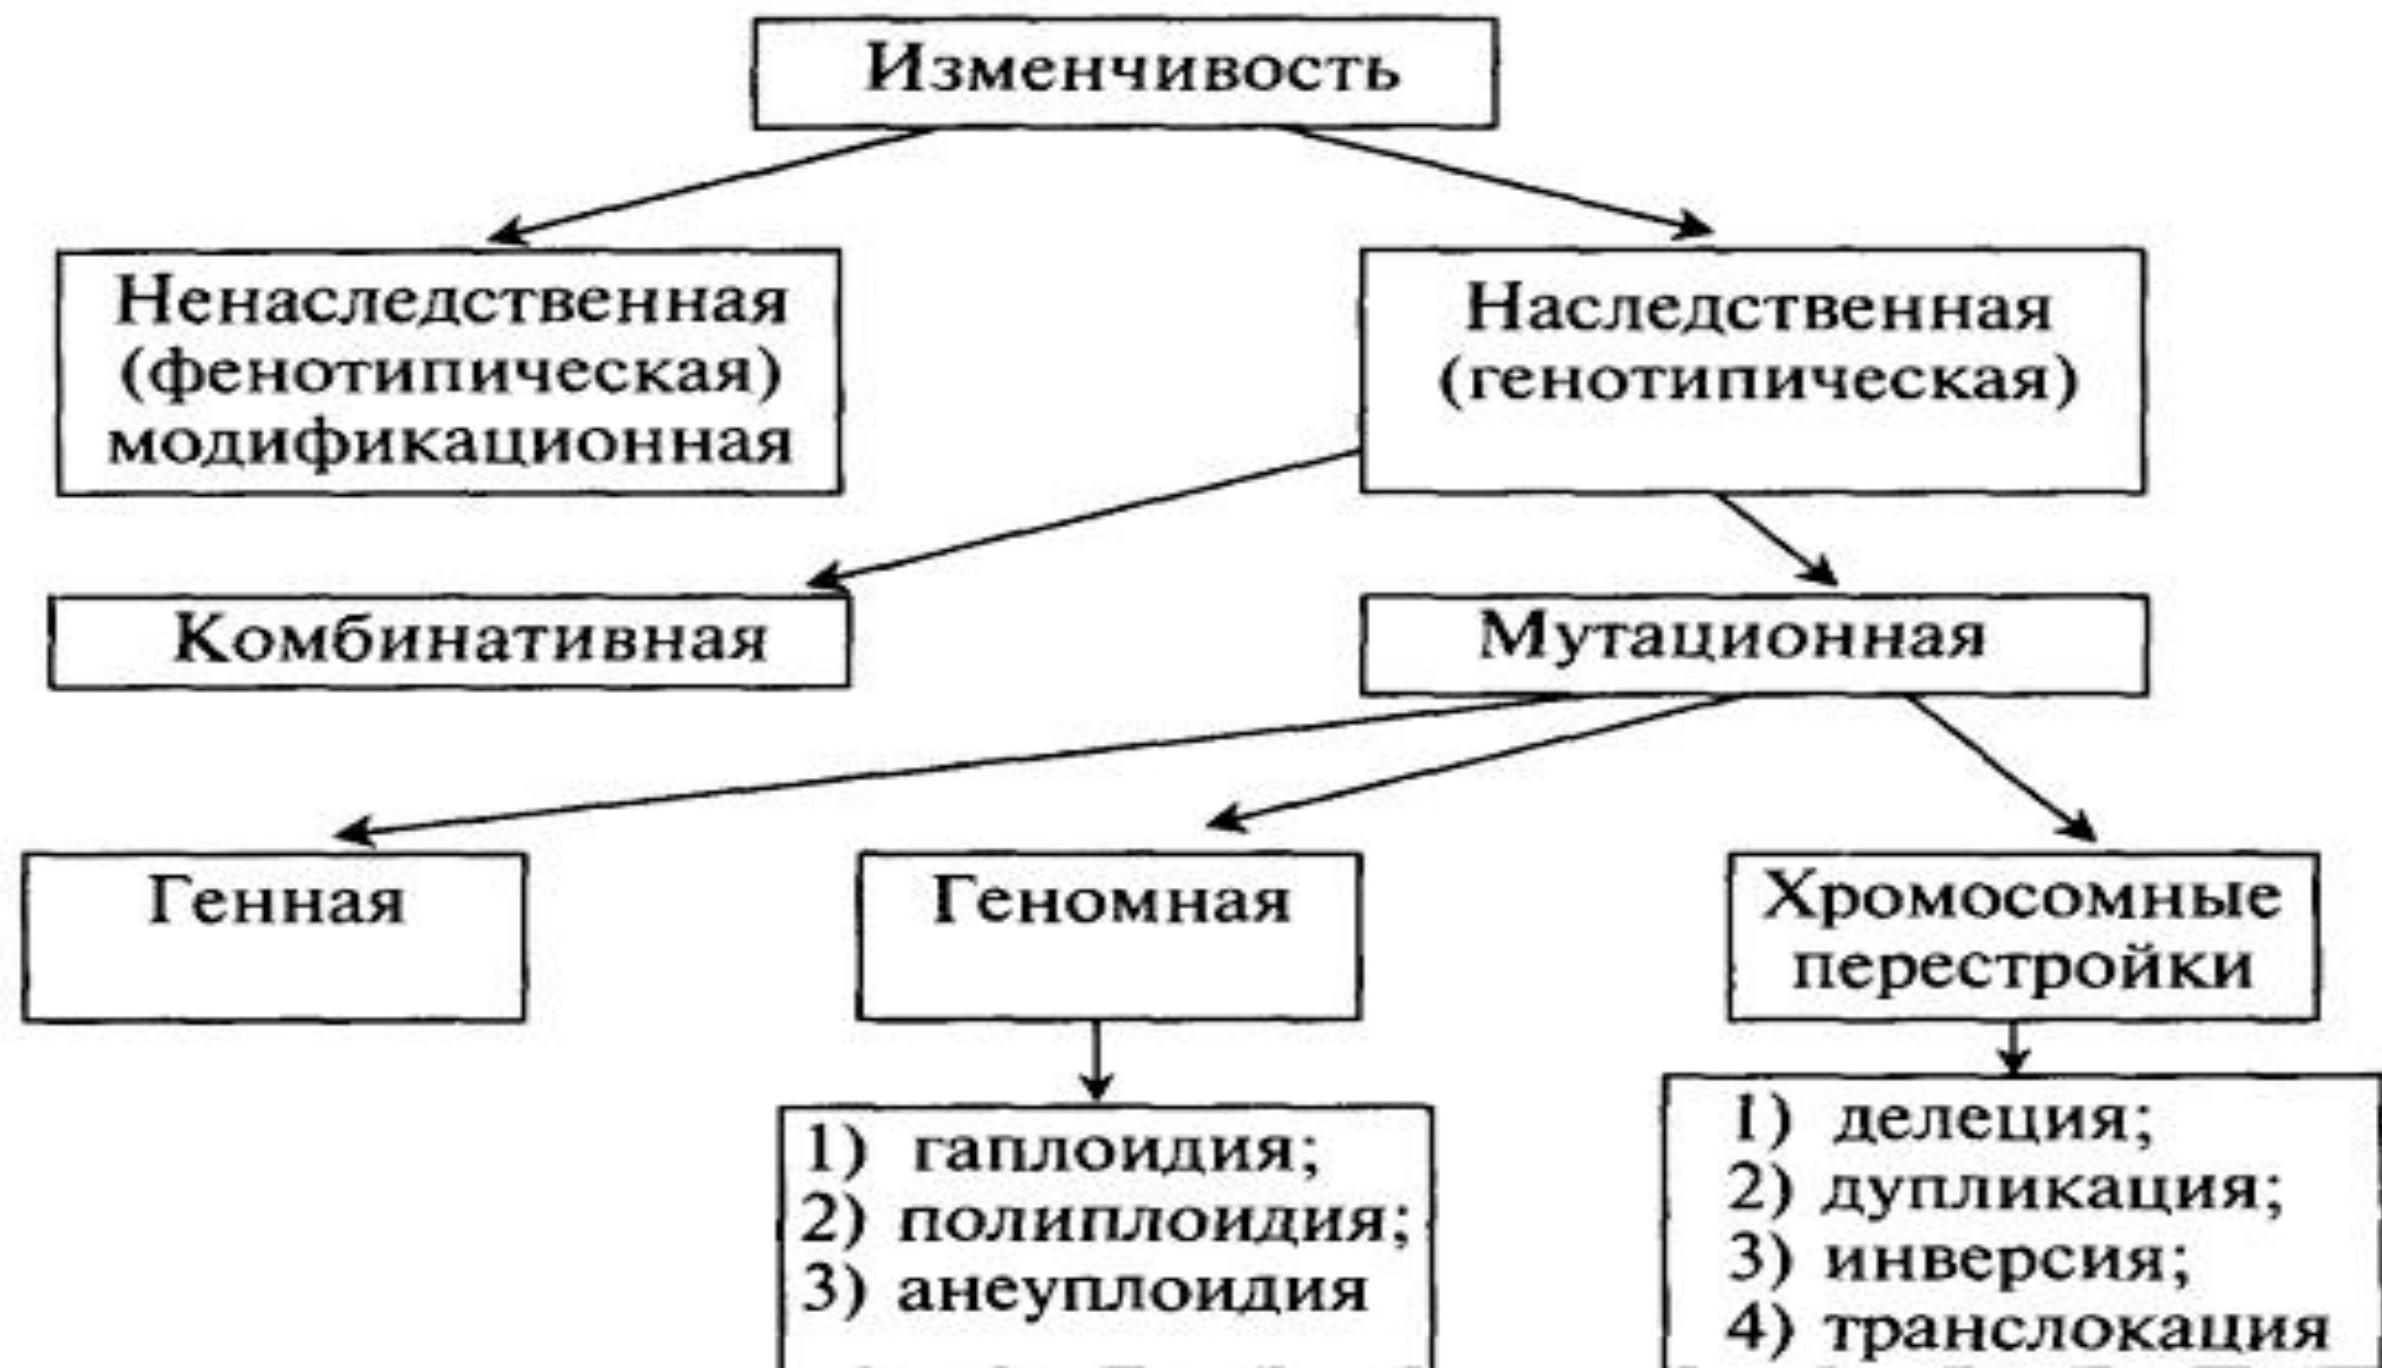 Изменчивость
Ненаследственная
(фенотипическая)
модификационная
Наследственная
(генотипическая)
Комбинативная
Мутационная
Генная
Геномная
Хромосомные
перестройки
1) гаплоидия;
2) полиплоидия;
3) анеуплоидия
1) делеция;
2) дупликация;
3) инверсия;
4) транслокация